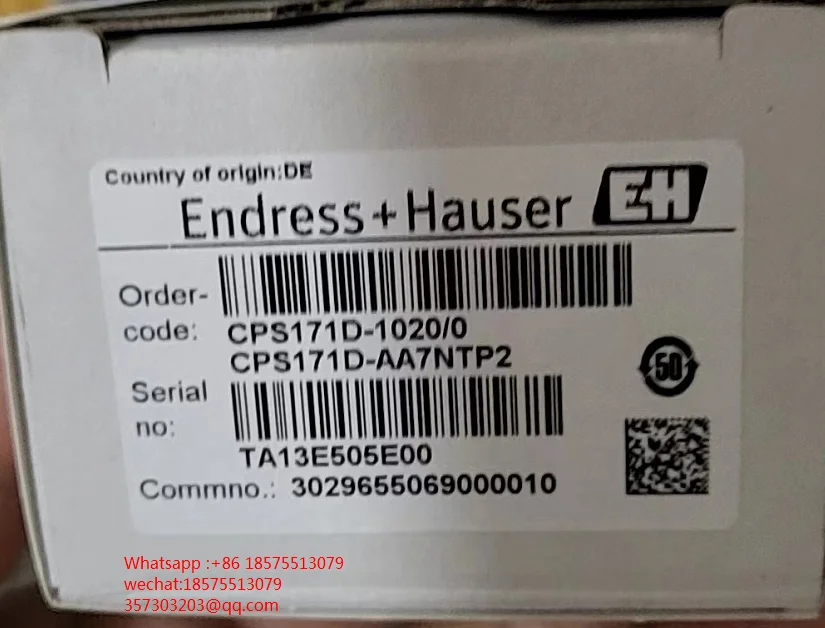 Country of origin:DE
Endress+Hauser EH
Order-
code: CPS171D-1020/0
CPS171D-AA7NTP2
50
Serial
no:
TA13E505E00
Commno.: 3029655069000010
Whatsapp :+86 18575513079
wechat:18575513079
357303203@qq.com